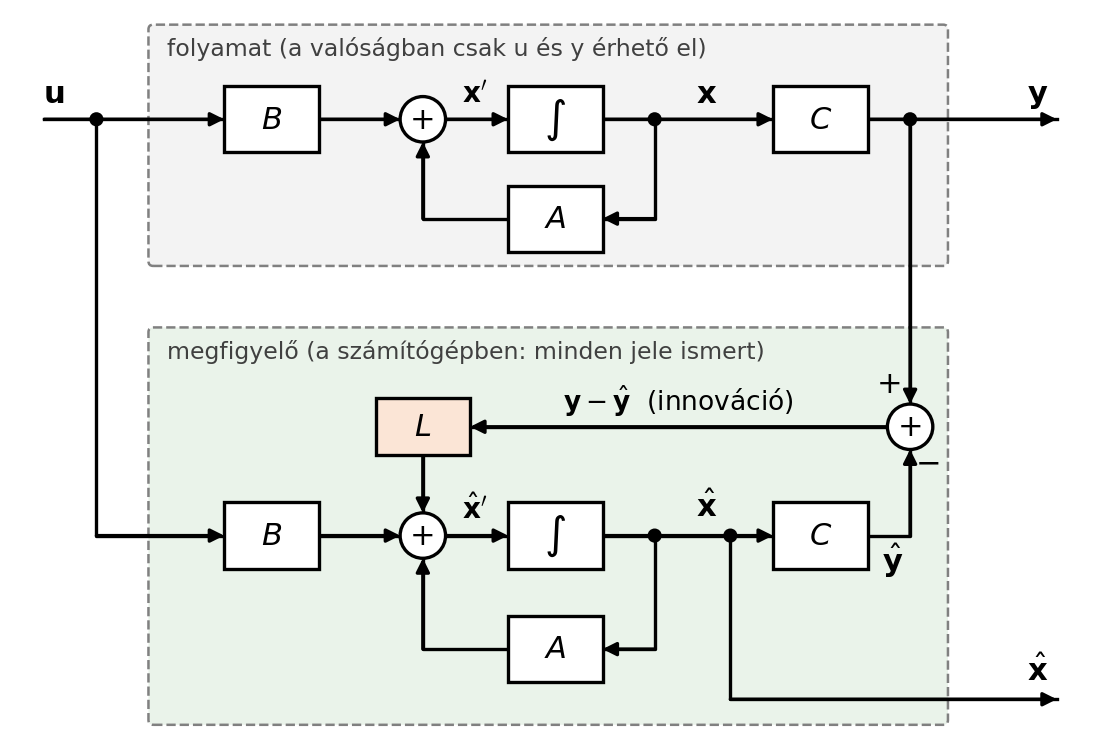 folyamat (a valóságban csak u és y érhető el)
u
x′
x
y
B
+
∫
C
A
megfigyelő (a számítógépben: minden jele ismert)
+
y − ŷ (innováció)
L
+
−
x̂′
x̂
B
+
∫
C
ŷ
A
x̂